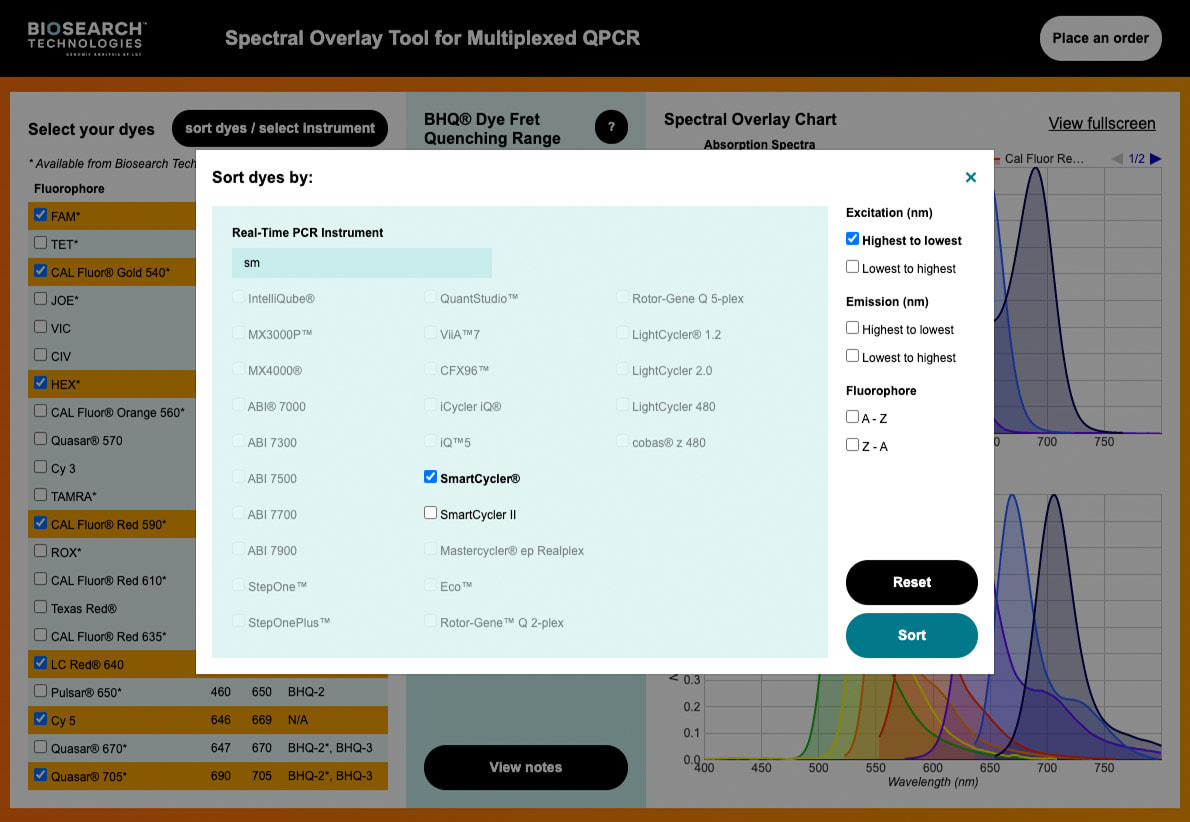 BIOSEARCH™
TECHNOLOGIES
GENOMIC ANALYSIS BY LGC
Spectral Overlay Tool for Multiplexed QPCR
Place an order
Select your dyes
sort dyes / select instrument
* Available from Biosearch Tech
Fluorophore
FAM*
TET*
CAL Fluor® Gold 540*
JOE*
VIC
CIV
HEX*
CAL Fluor® Orange 560*
Quasar® 570
Cy 3
TAMRA*
CAL Fluor® Red 590*
ROX*
CAL Fluor® Red 610*
Texas Red®
CAL Fluor® Red 635*
LC Red® 640
Pulsar® 650* 460 650 BHQ-2
Cy 5 646 669 N/A
Quasar® 670* 647 670 BHQ-2*, BHQ-3
Quasar® 705* 690 705 BHQ-2*, BHQ-3
BHQ® Dye Fret
Quenching Range
?
View notes
Spectral Overlay Chart
View fullscreen
Absorption Spectra
Cal Fluor Re...
1/2
700 750
0.3
0.2
0.1
0.0
400 450 500 550 600 650 700 750
Wavelength (nm)
Sort dyes by:
×
Real-Time PCR Instrument
sm
IntelliQube®
MX3000P™
MX4000®
ABI® 7000
ABI 7300
ABI 7500
ABI 7700
ABI 7900
StepOne™
StepOnePlus™
QuantStudio™
ViiA™7
CFX96™
iCycler iQ®
iQ™5
SmartCycler®
SmartCycler II
Mastercycler® ep Realplex
Eco™
Rotor-Gene™ Q 2-plex
Rotor-Gene Q 5-plex
LightCycler® 1.2
LightCycler 2.0
LightCycler 480
cobas® z 480
Excitation (nm)
Highest to lowest
Lowest to highest
Emission (nm)
Highest to lowest
Lowest to highest
Fluorophore
A - Z
Z - A
Reset
Sort